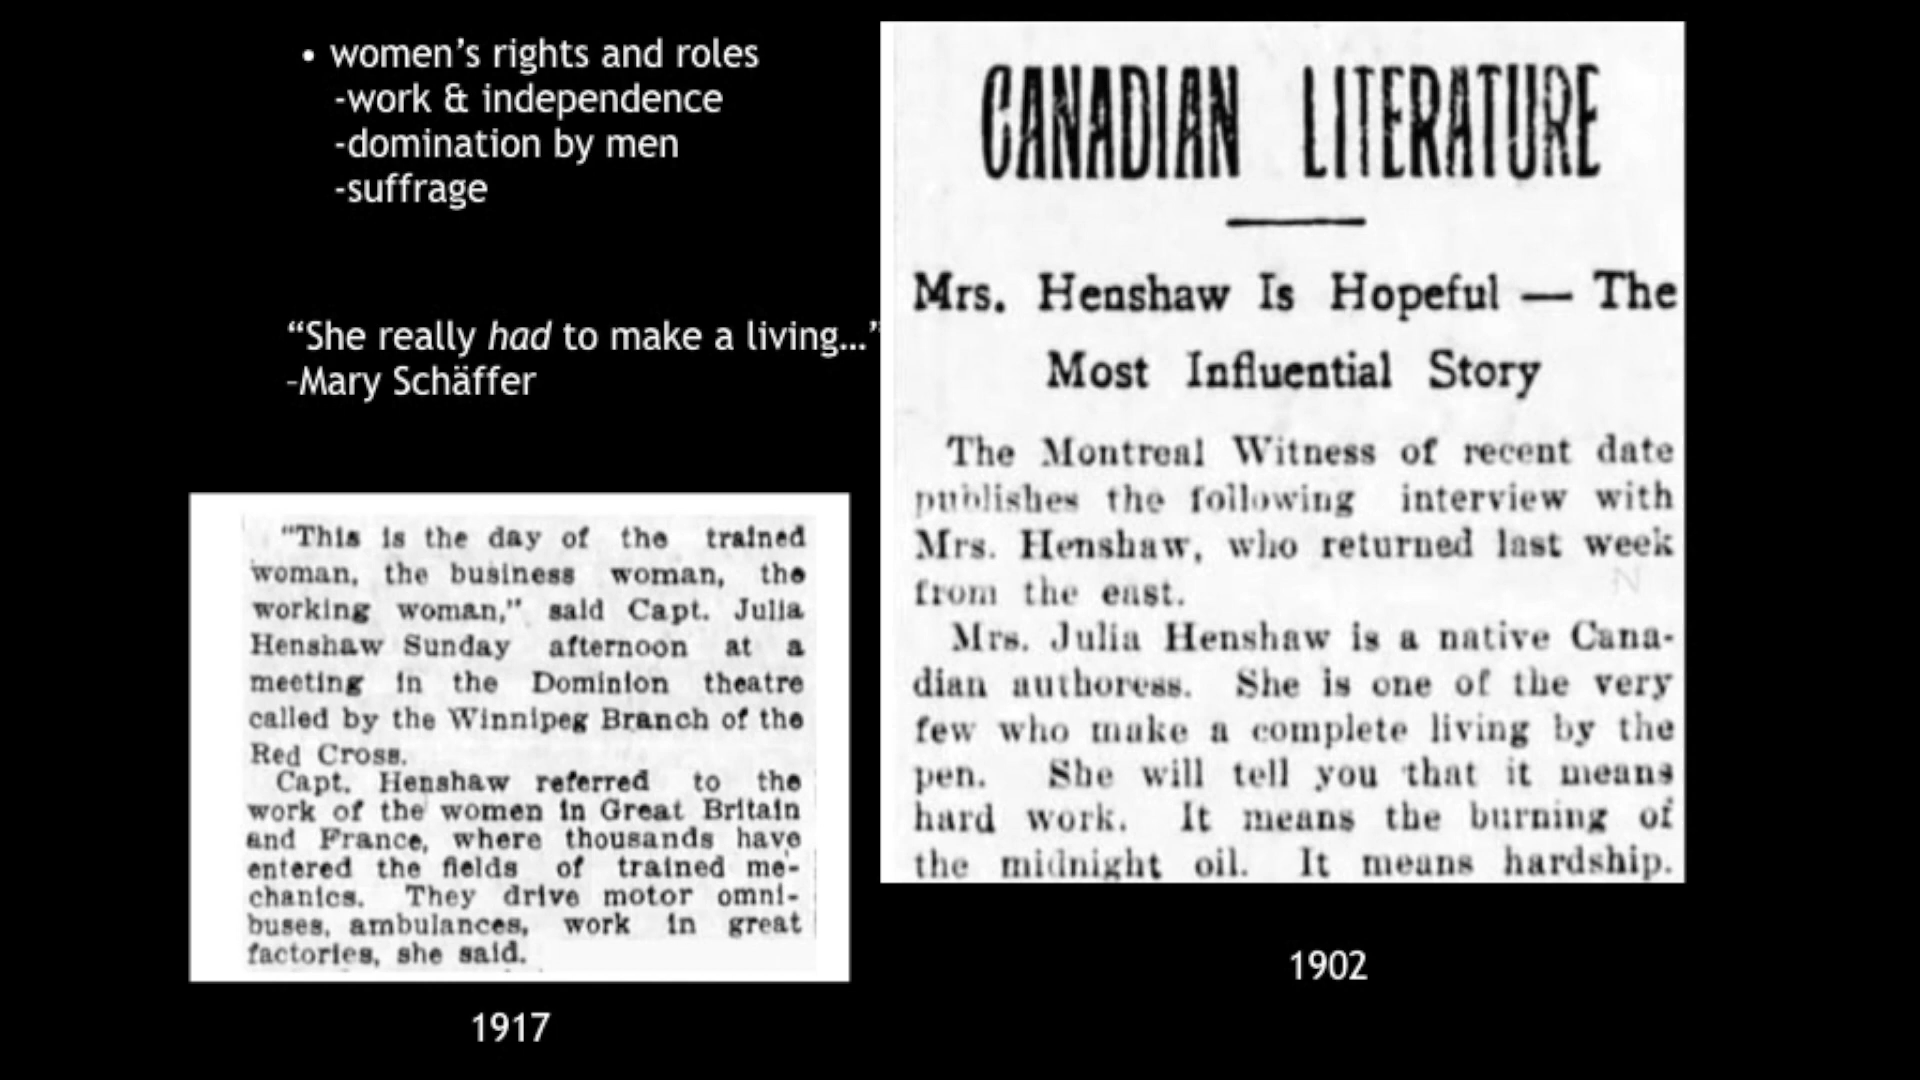 • women's rights and roles
-work & independence
-domination by men
-suffrage
“She really had to make a living...”
-Mary Schäffer
“This is the day of the trained
woman, the business woman, the
working woman,” said Capt. Julia
Henshaw Sunday afternoon at a
meeting in the Dominion theatre
called by the Winnipeg Branch of the
Red Cross.
Capt. Henshaw referred to the
work of the women in Great Britain
and France, where thousands have
entered the fields of trained me-
chanics. They drive motor omni-
buses, ambulances, work in great
factories, she said.
1917
CANADIAN LITERATURE
Mrs. Henshaw Is Hopeful — The
Most Influential Story
The Montreal Witness of recent date
publishes the following interview with
Mrs. Henshaw, who returned last week
from the east.
Mrs. Julia Henshaw is a native Cana-
dian authoress. She is one of the very
few who make a complete living by the
pen. She will tell you that it means
hard work. It means the burning of
the midnight oil. It means hardship.
1902